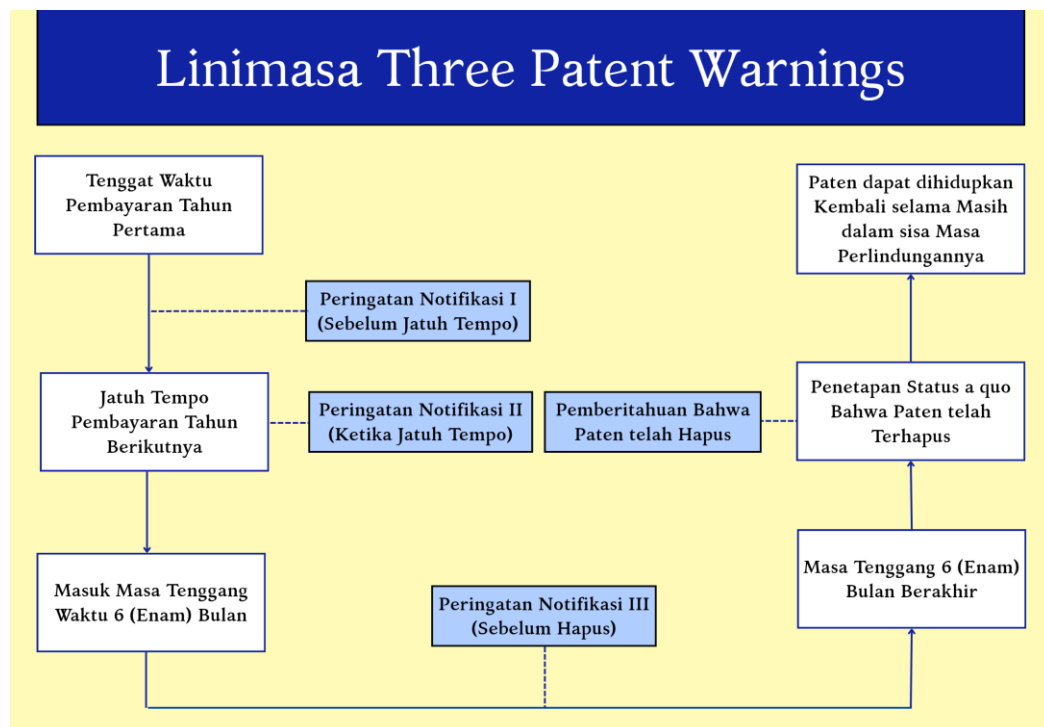 Linimasa Three Patent Warnings
Tenggat Waktu
Pembayaran Tahun
Pertama
Peringatan Notifikasi I
(Sebelum Jatuh Tempo)
Jatuh Tempo
Pembayaran Tahun
Berikutnya
Peringatan Notifikasi II
(Ketika Jatuh Tempo)
Masuk Masa Tenggang
Waktu 6 (Enam) Bulan
Peringatan Notifikasi III
(Sebelum Hapus)
Masa Tenggang 6 (Enam)
Bulan Berakhir
Penetapan Status a quo
Bahwa Paten telah
Terhapus
Pemberitahuan Bahwa
Paten telah Hapus
Paten dapat dihidupkan
Kembali selama Masih
dalam sisa Masa
Perlindungannya